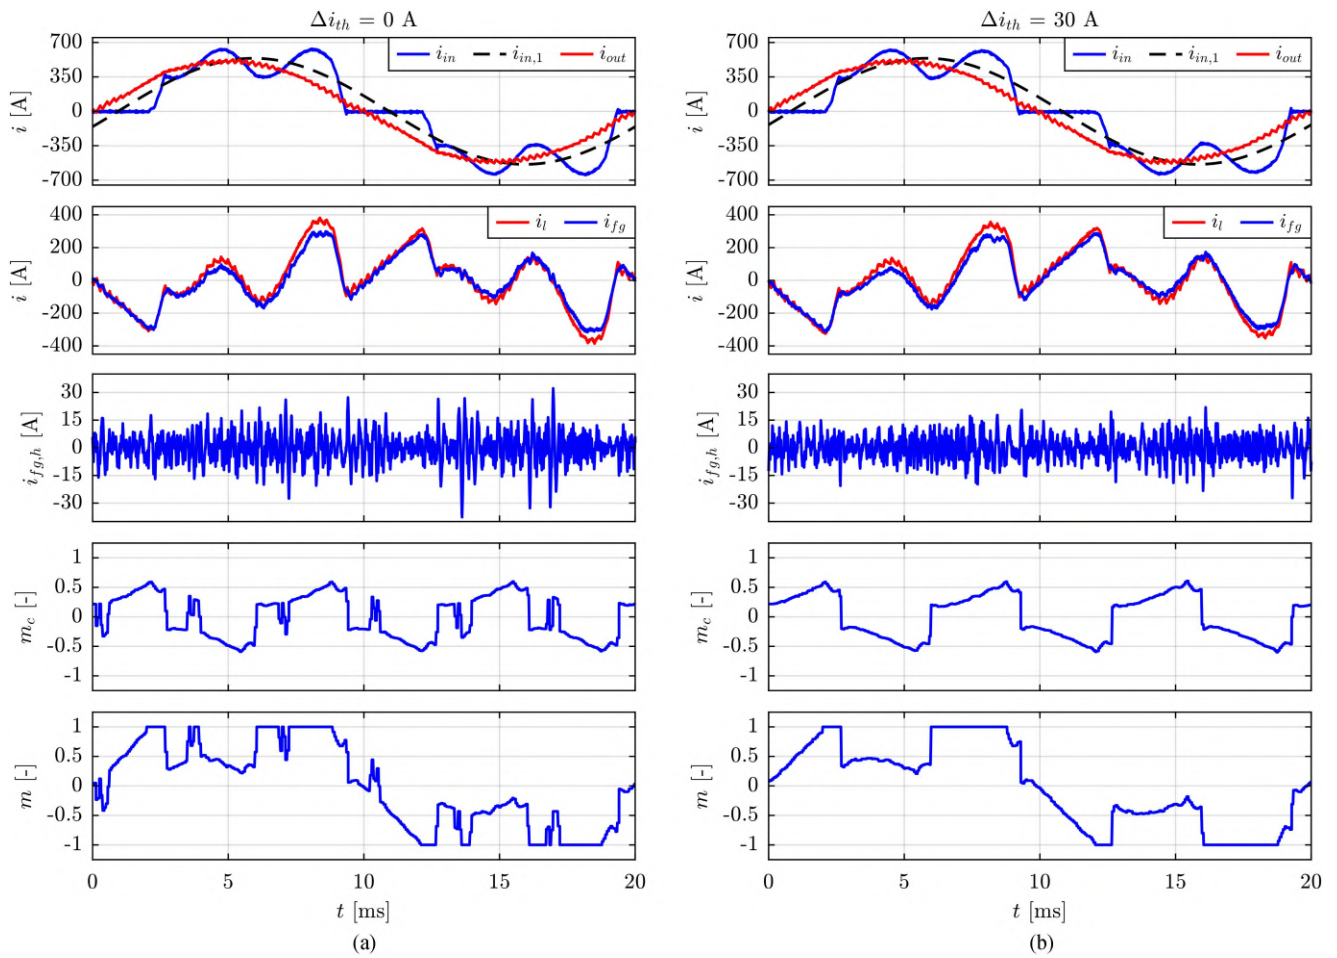 Δi_th = 0 A
700
350
0
-350
-700
i [A]
i_in
i_in,1
i_out
400
200
0
-200
-400
i [A]
i_l
i_fg
30
15
0
-15
-30
i_fg,h [A]
1
0.5
0
-0.5
-1
m_c [-]
1
0.5
0
-0.5
-1
m [-]
0 5 10 15 20
t [ms]
(a)
Δi_th = 30 A
700
350
0
-350
-700
i [A]
i_in
i_in,1
i_out
400
200
0
-200
-400
i [A]
i_l
i_fg
30
15
0
-15
-30
i_fg,h [A]
1
0.5
0
-0.5
-1
m_c [-]
1
0.5
0
-0.5
-1
m [-]
0 5 10 15 20
t [ms]
(b)